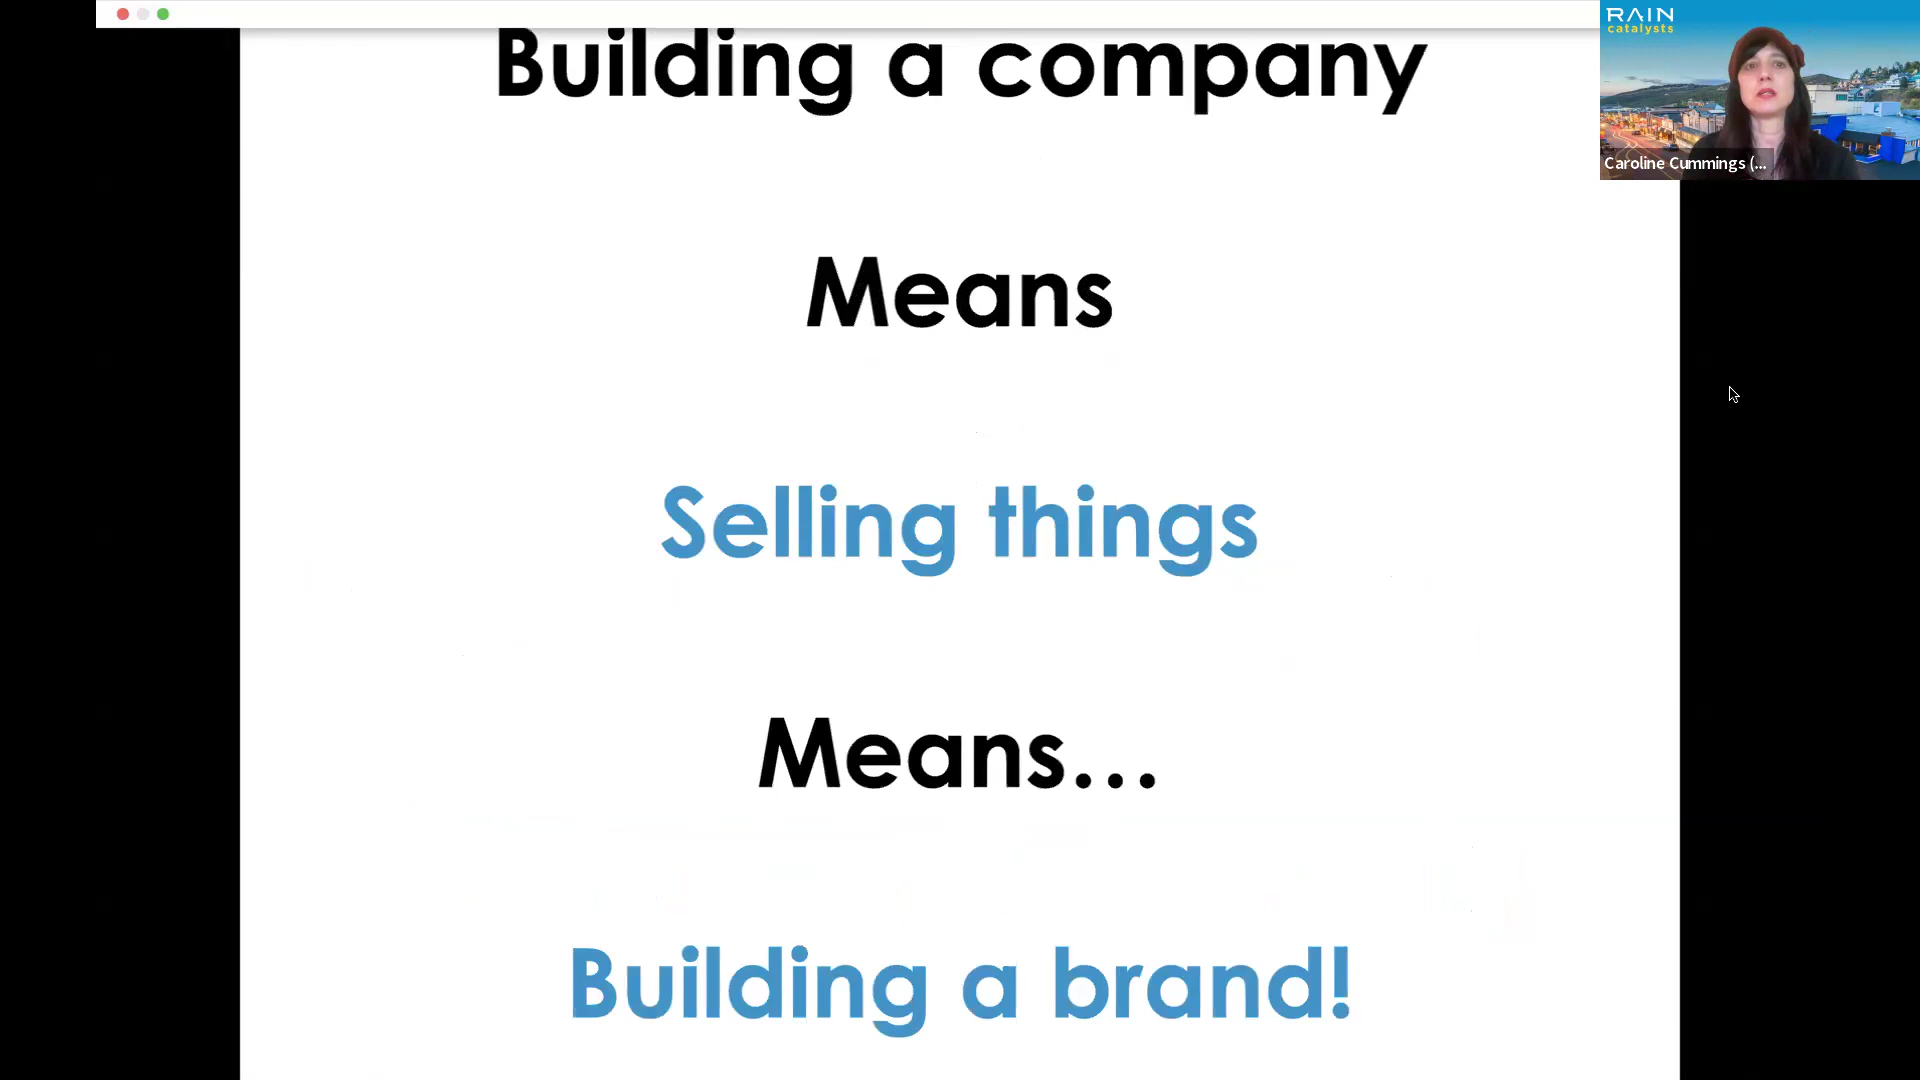 Building a company
Means
Selling things
Means...
Building a brand!
RAIN
catalysts
Caroline Cummings (...